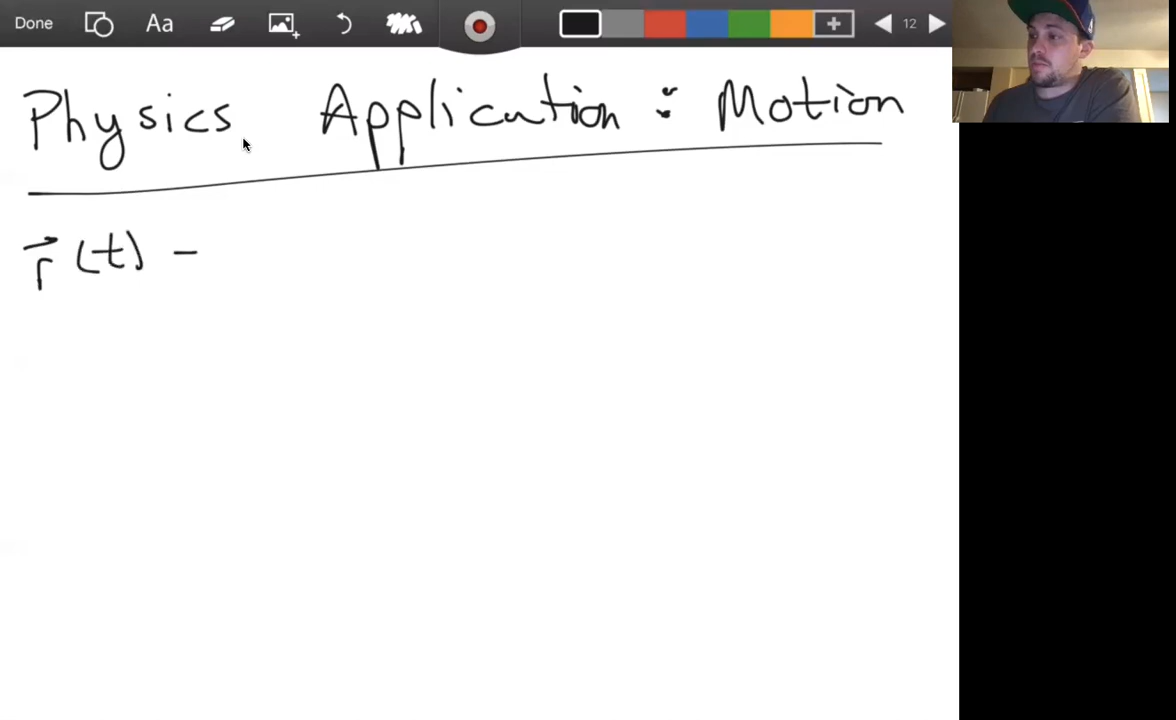 Done Aa 12
Physics Application : Motion
r⃗ (t) –